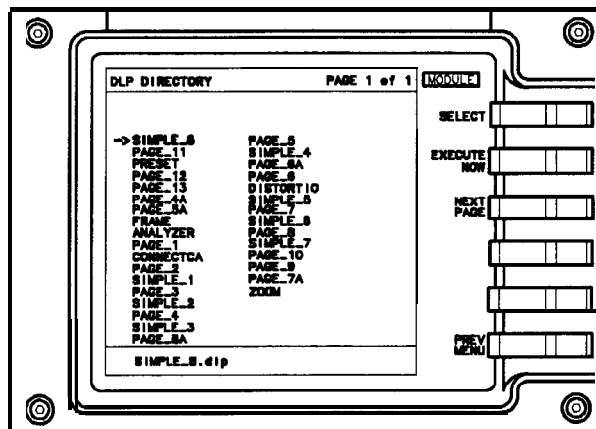 DLP DIRECTORY PAGE 1 of 1
MODULE
->SIMPLE_8
PAGE_11
PRESET
PAGE_12
PAGE_13
PAGE_4A
PAGE_5A
FRAME
ANALYZER
PAGE_1
CONNECTCA
PAGE_2
SIMPLE_1
PAGE_3
SIMPLE_2
PAGE_4
SIMPLE_3
PAGE_8A
PAGE_5
SIMPLE_4
PAGE_6A
PAGE_6
DISTORTIO
SIMPLE_5
PAGE_7
SIMPLE_6
PAGE_8
SIMPLE_7
PAGE_10
PAGE_9
PAGE_7A
ZOOM
SIMPLE_8.dlp
SELECT
EXECUTE
NOW
NEXT
PAGE
PREV
MENU